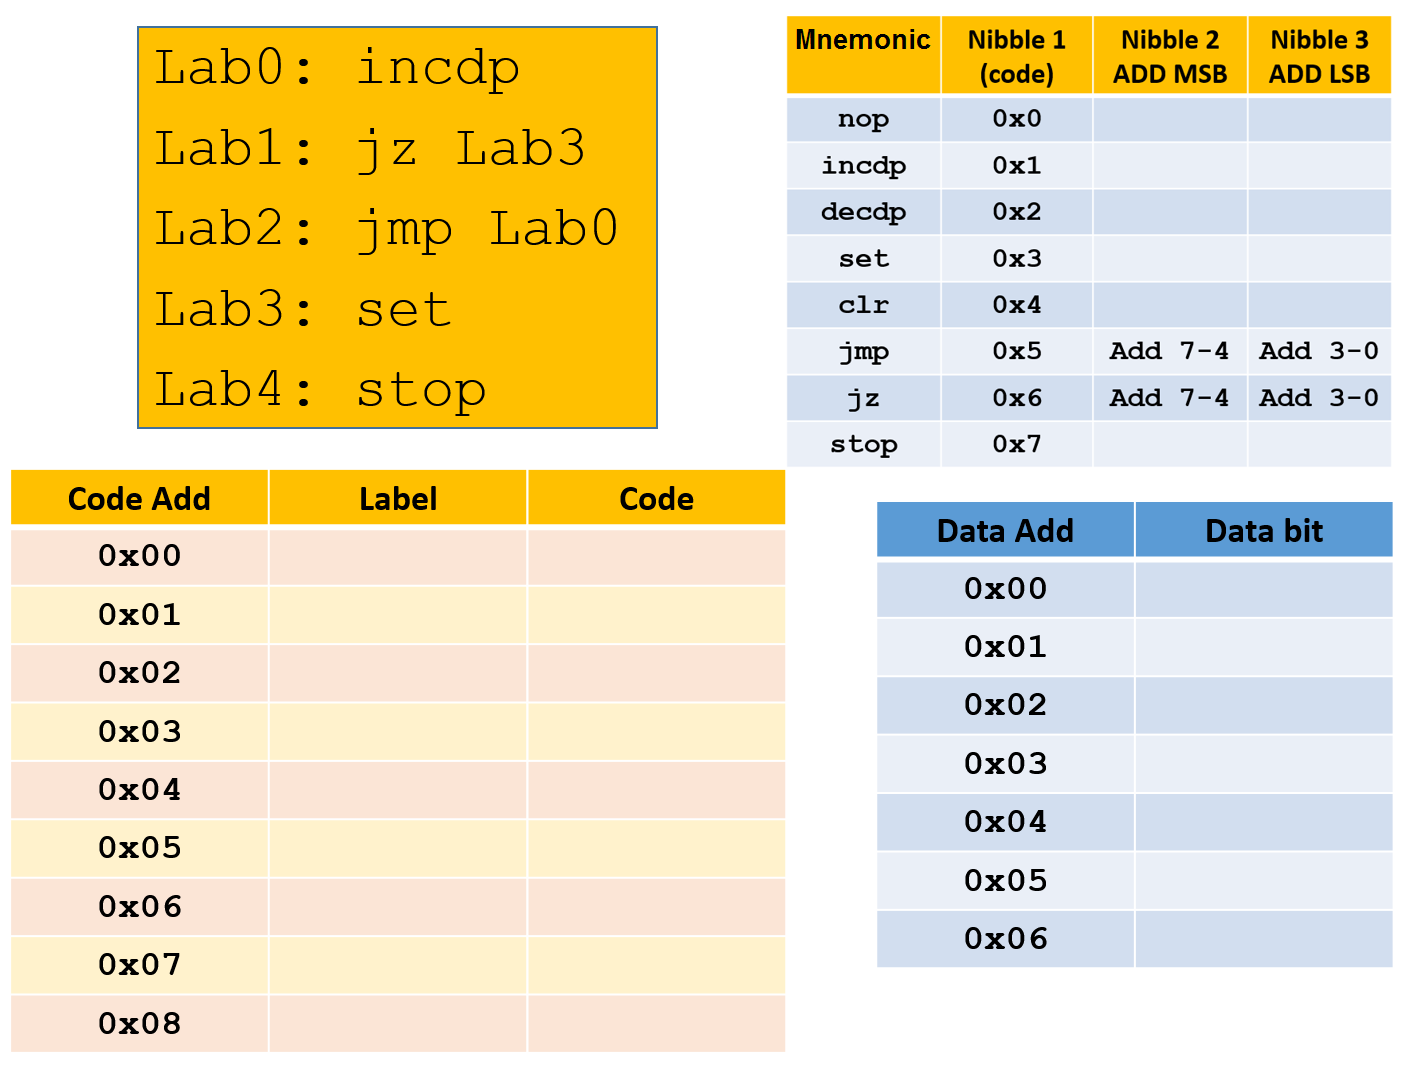 Lab0: incdp
Lab1: jz Lab3
Lab2: jmp Lab0
Lab3: set
Lab4: stop
Mnemonic Nibble 1 (code) Nibble 2 ADD MSB Nibble 3 ADD LSB
nop 0x0
incdp 0x1
decdp 0x2
set 0x3
clr 0x4
jmp 0x5 Add 7-4 Add 3-0
jz 0x6 Add 7-4 Add 3-0
stop 0x7
Code Add Label Code
0x00
0x01
0x02
0x03
0x04
0x05
0x06
0x07
0x08
Data Add Data bit
0x00
0x01
0x02
0x03
0x04
0x05
0x06